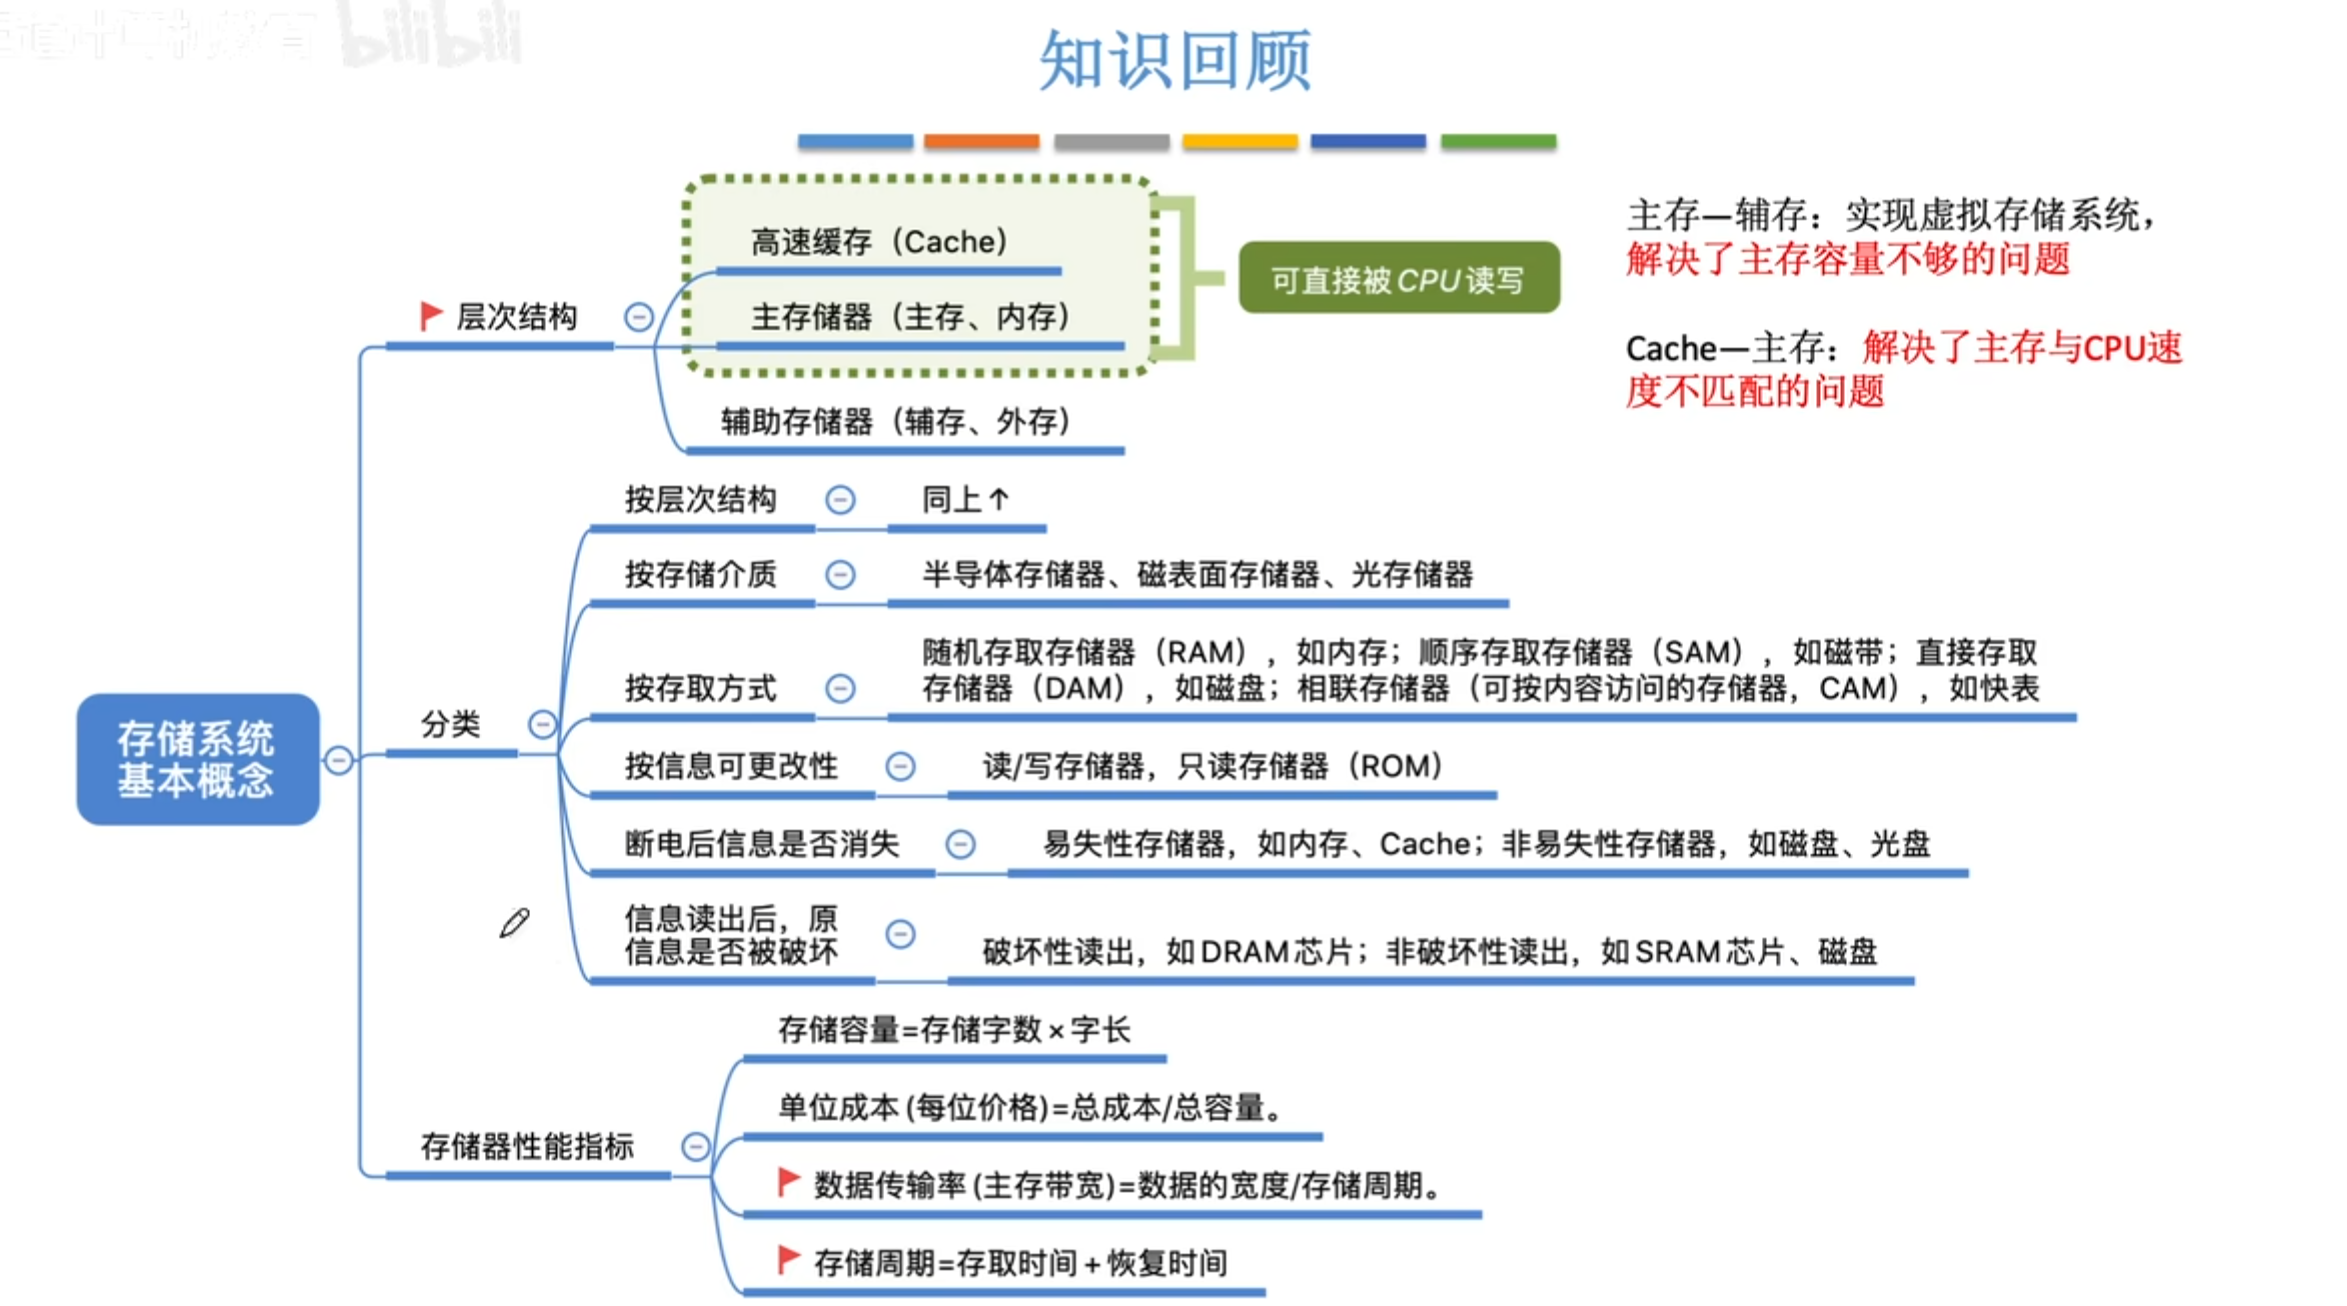 道计算机教育 bilibili
知识回顾
高速缓存（Cache）
主存储器（主存、内存）
辅助存储器（辅存、外存）
可直接被CPU读写
主存—辅存：实现虚拟存储系统，
解决了主存容量不够的问题
Cache—主存：解决了主存与CPU速
度不匹配的问题
层次结构
按层次结构
同上↑
按存储介质
半导体存储器、磁表面存储器、光存储器
按存取方式
随机存取存储器（RAM），如内存；顺序存取存储器（SAM），如磁带；直接存取
存储器（DAM），如磁盘；相联存储器（可按内容访问的存储器，CAM），如快表
分类
存储系统
基本概念
按信息可更改性
读/写存储器，只读存储器（ROM）
断电后信息是否消失
易失性存储器，如内存、Cache；非易失性存储器，如磁盘、光盘
信息读出后，原
信息是否被破坏
破坏性读出，如DRAM芯片；非破坏性读出，如SRAM芯片、磁盘
存储器性能指标
存储容量=存储字数×字长
单位成本(每位价格)=总成本/总容量。
数据传输率(主存带宽)=数据的宽度/存储周期。
存储周期=存取时间+恢复时间